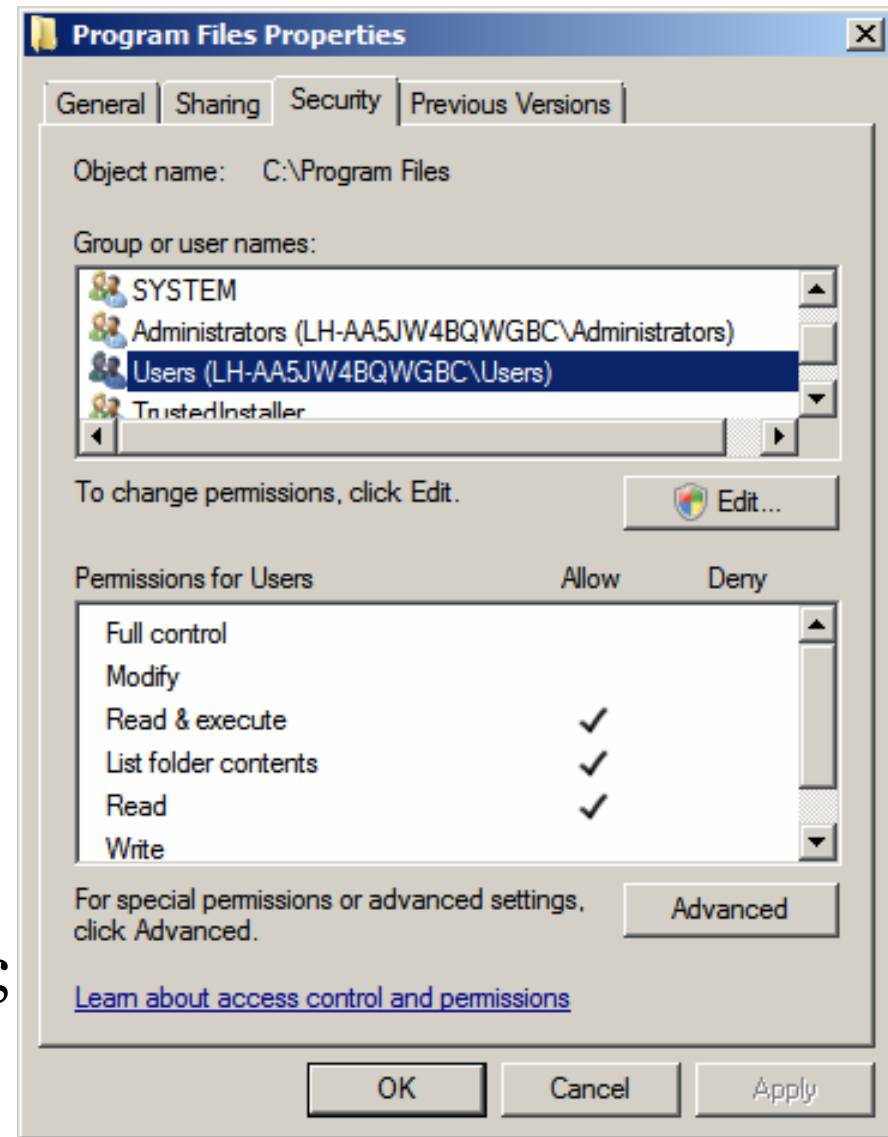 Program Files Properties
General Sharing Security Previous Versions
Object name: C:\Program Files
Group or user names:
SYSTEM
Administrators (LH-AA5JW4BQWGBC\Administrators)
Users (LH-AA5JW4BQWGBC\Users)
TrustedInstaller
To change permissions, click Edit.
Edit...
Permissions for Users Allow Deny
Full control
Modify
Read & execute
List folder contents
Read
Write
For special permissions or advanced settings,
click Advanced.
Advanced
s
Learn about access control and permissions
OK Cancel Apply